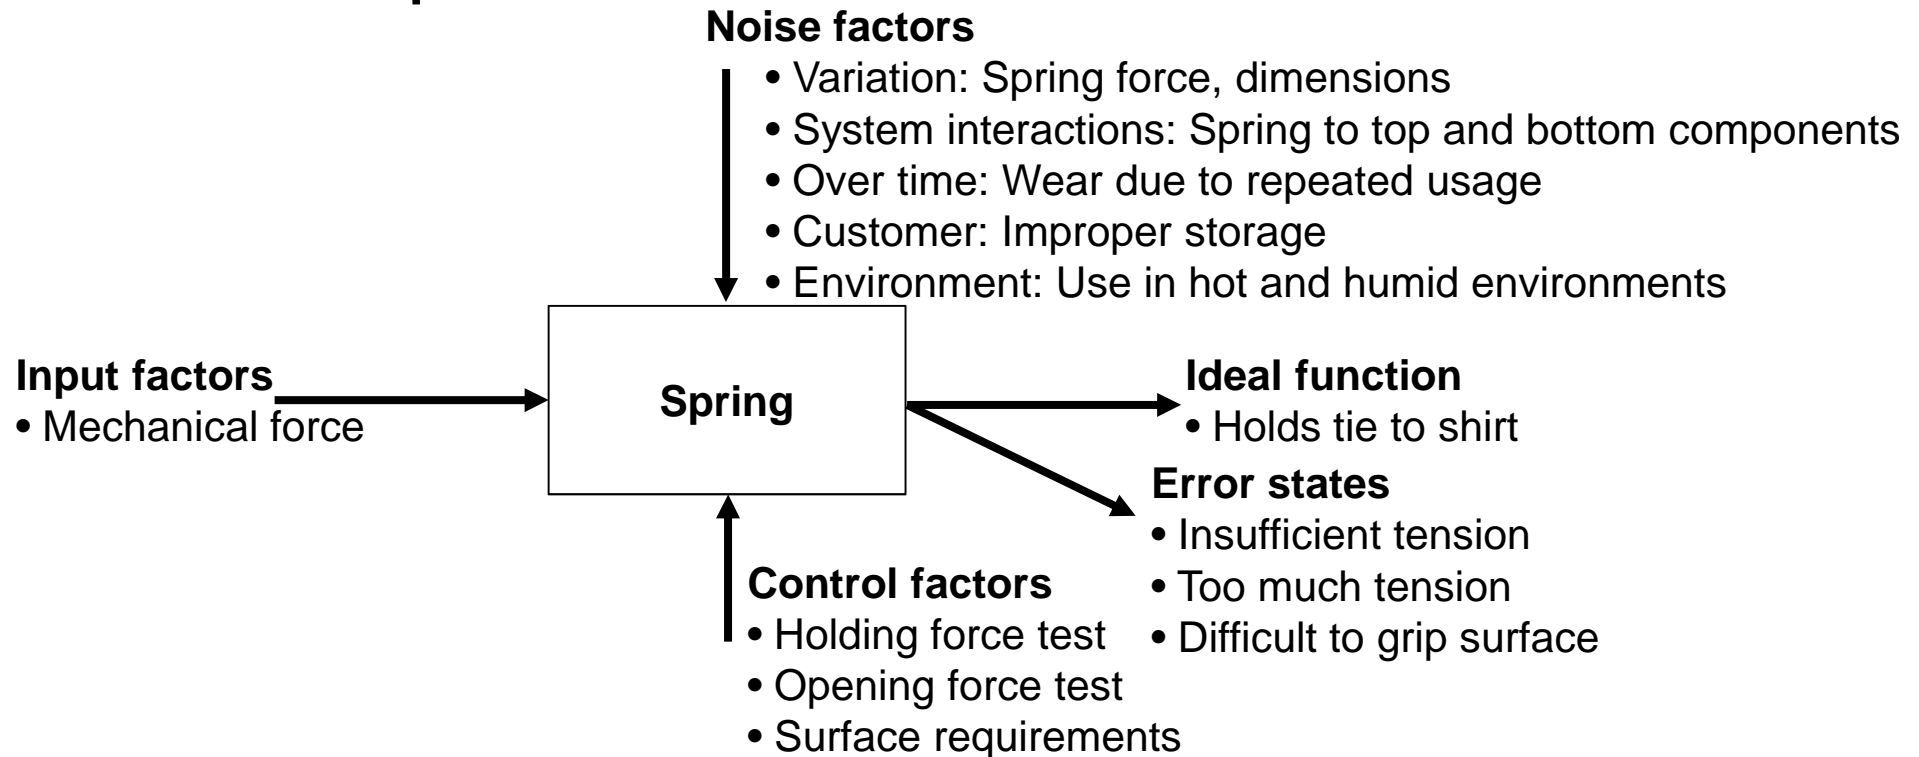 Noise factors
• Variation: Spring force, dimensions
• System interactions: Spring to top and bottom components
• Over time: Wear due to repeated usage
• Customer: Improper storage
• Environment: Use in hot and humid environments
Input factors
• Mechanical force
Spring
Ideal function
• Holds tie to shirt
Error states
• Insufficient tension
• Too much tension
• Difficult to grip surface
Control factors
• Holding force test
• Opening force test
• Surface requirements